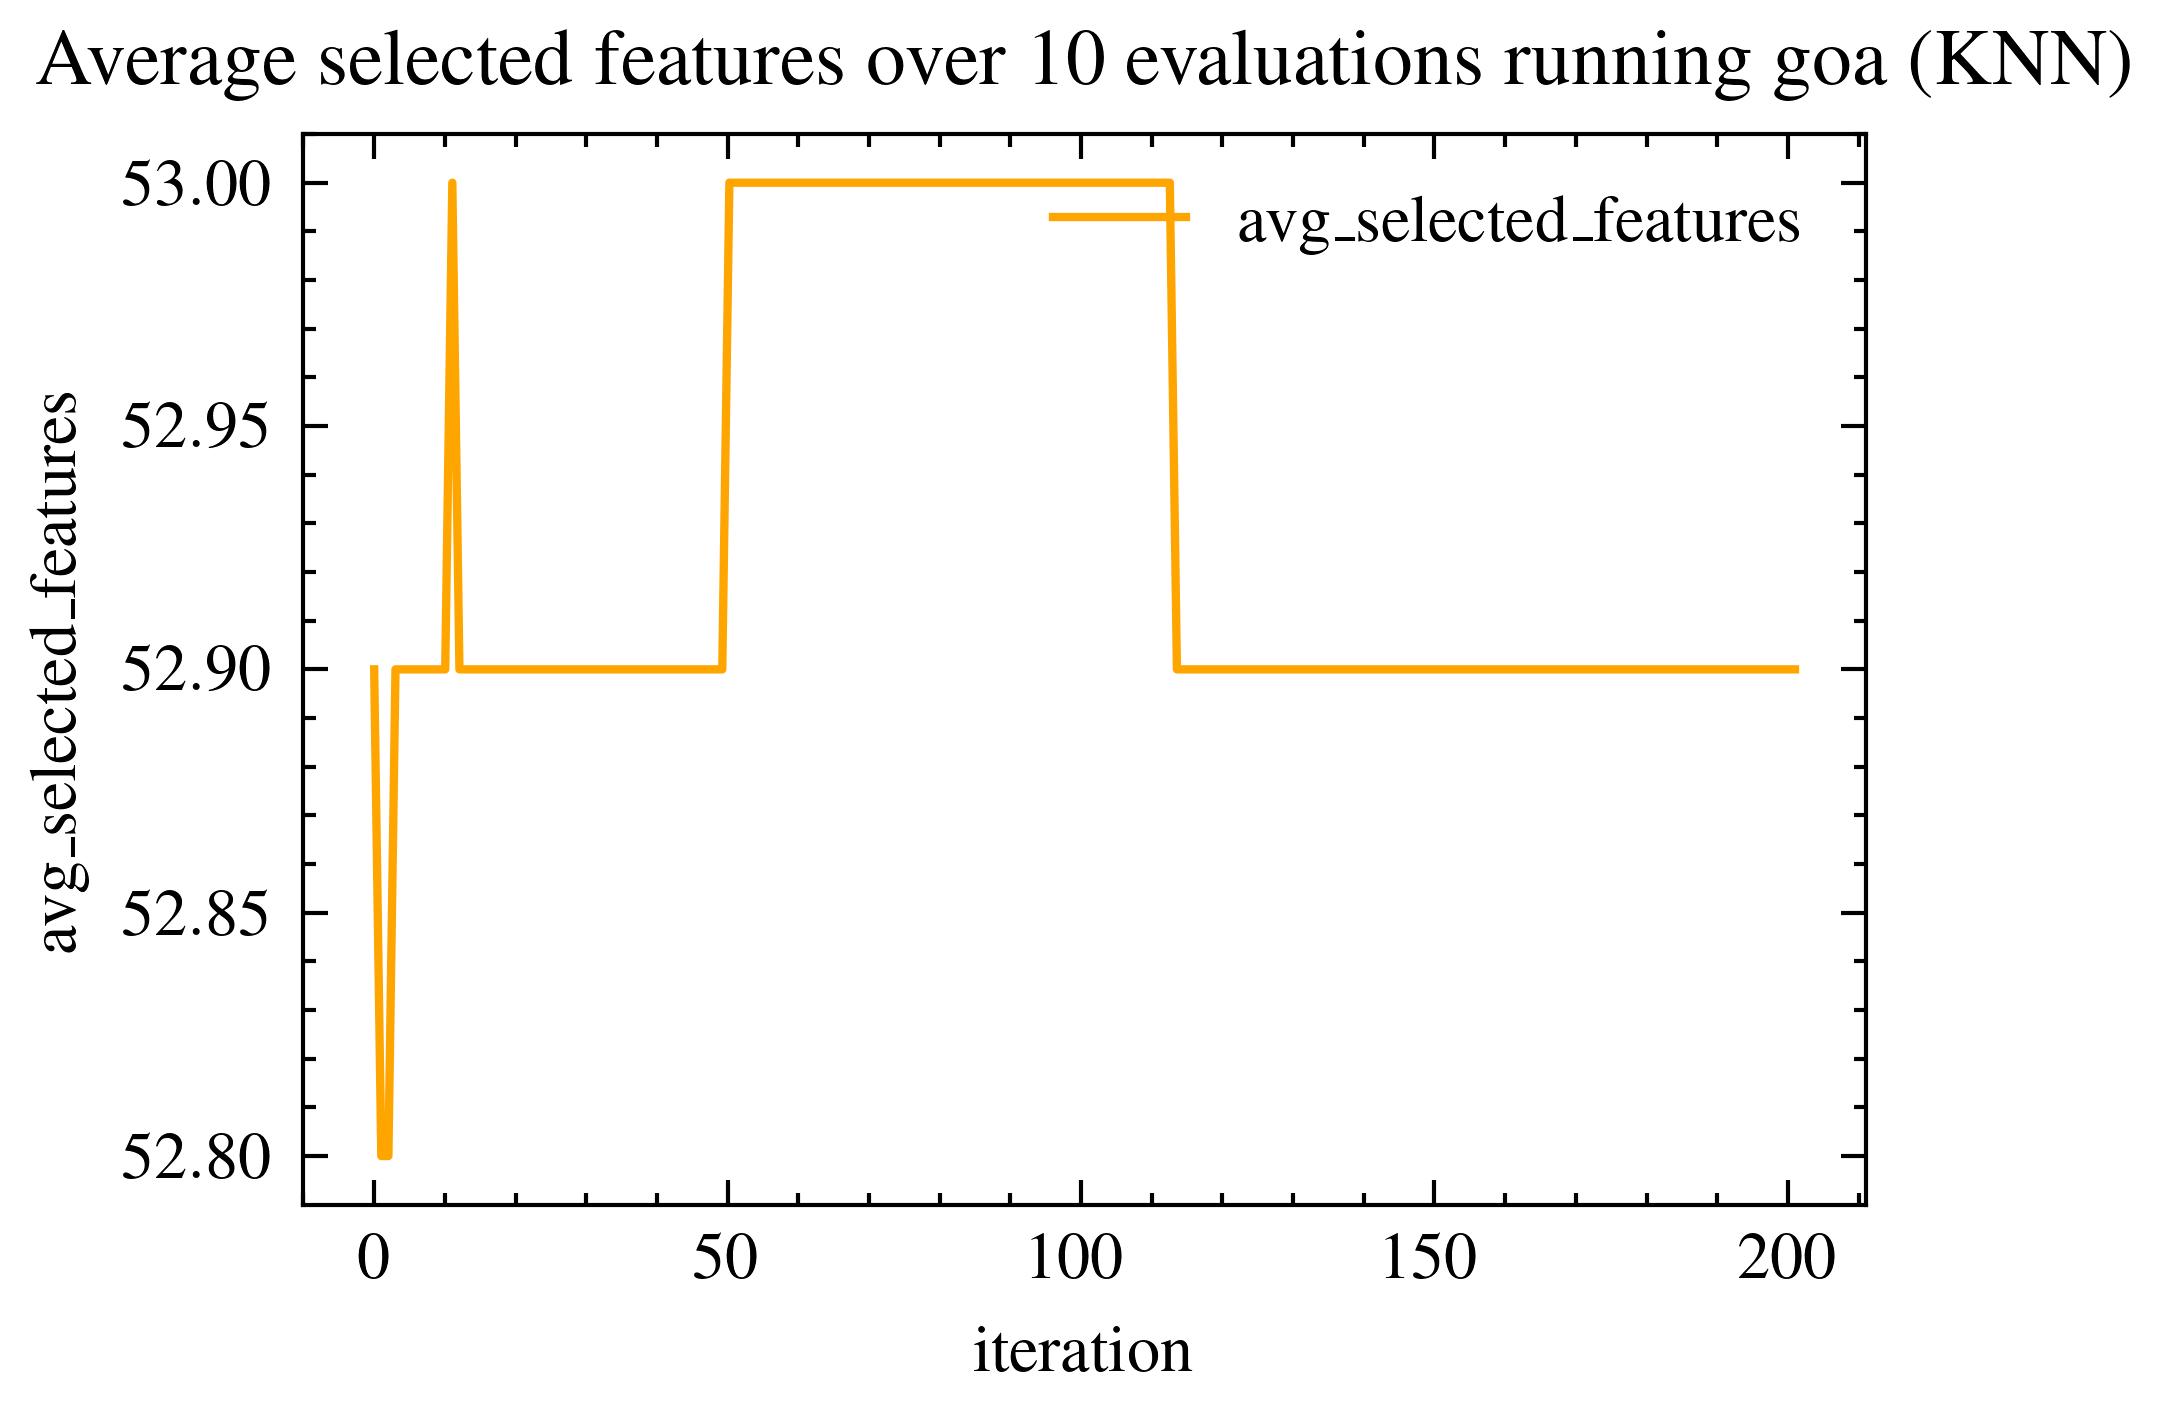 Average selected features over 10 evaluations running goa (KNN)
avg_selected_features
53.00
52.95
52.90
52.85
52.80
avg_selected_features
0 50 100 150 200
iteration